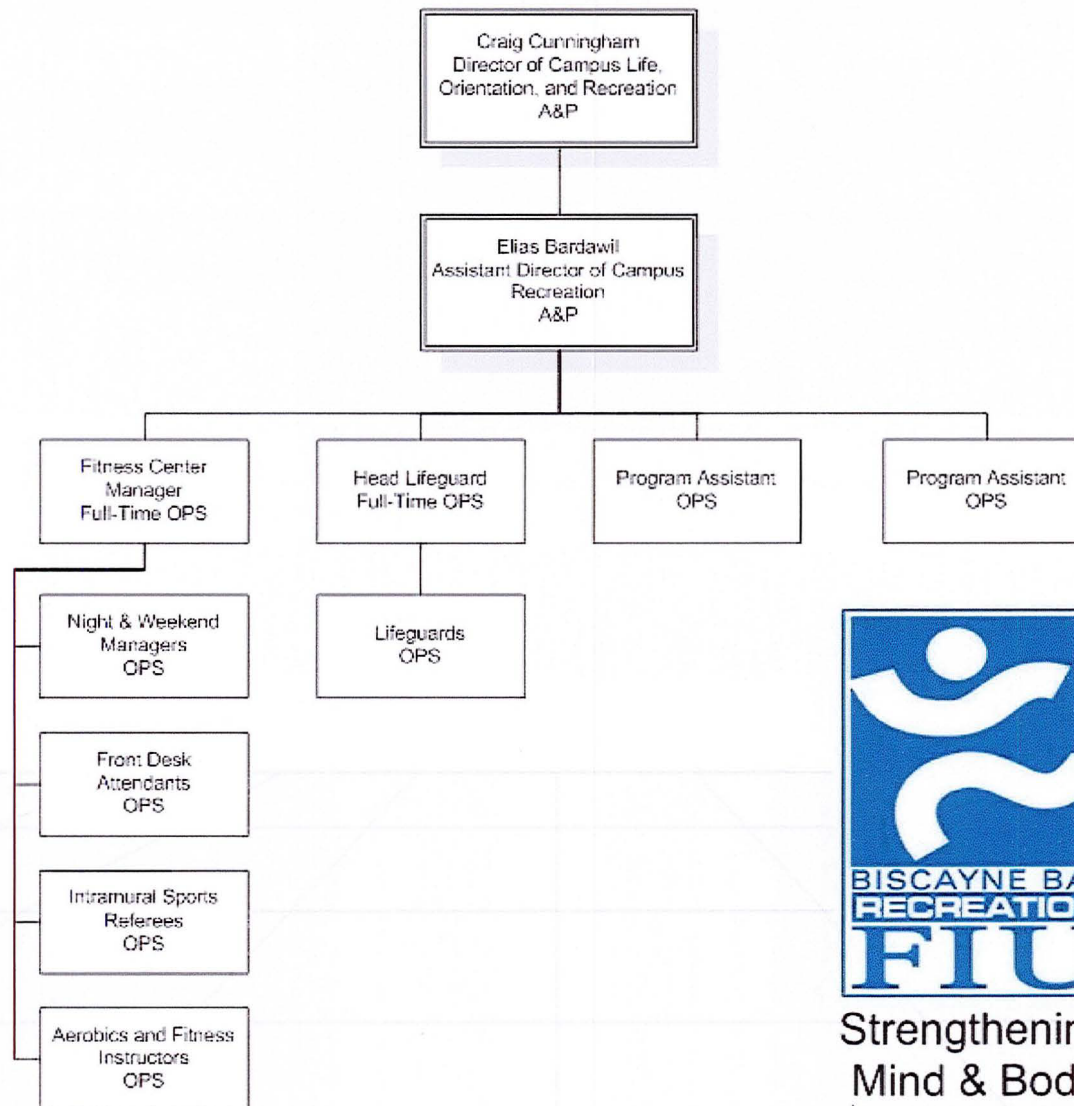 Craig Cunningham
Director of Campus Life,
Orientation, and Recreation
A&P
Elias Bardawil
Assistant Director of Campus
Recreation
A&P
Fitness Center
Manager
Full-Time OPS
Head Lifeguard
Full-Time OPS
Program Assistant
OPS
Program Assistant
OPS
Night & Weekend
Managers
OPS
Lifeguards
OPS
Front Desk
Attendants
OPS
Intramural Sports
Referees
OPS
Aerobics and Fitness
Instructors
OPS
BISCAYNE BA
RECREATIO
FIU
Strengthenin
Mind & Bod